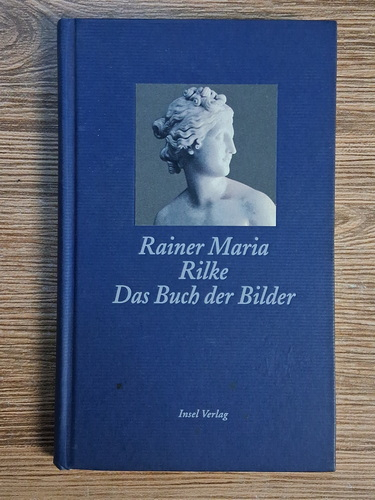 Rainer Maria
Rilke
Das Buch der Bilder
Insel Verlag